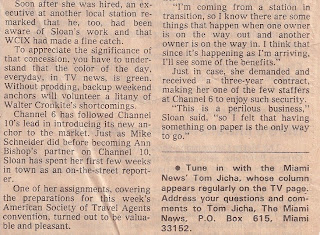 Soon after she was hired, an ex-
ecutive at another local station re-
marked that he, too, had been
aware of Sloan's work and that
WCIX had made a fine catch.
To appreciate the significance of
that concession, you have to under-
stand that the color of the day,
everyday, in TV news, is green.
Without prodding, backup weekend
anchors will volunteer a litany of
Walter Cronkite's shortcomings.
Channel 6 has followed Channel
10's lead in introducing its new an-
chor to the market. Just as Mike
Schneider did before becoming Ann
Bishop's partner on Channel 10,
Sloan has spent her first few weeks
in town as an on-the-street report-
er.
One of her assignments, covering
the preparations for this week's
American Society of Travel Agents
convention, turned out to be valua-
ble and pleasant.
"I'm coming from a station in
transition, so I know there are some
things that happen when one owner
is on the way out and another
owner is on the way in. I think that
since it's happening as I'm arriving,
I'll see some of the benefits."
Just in case, she demanded and
received a three-year contract,
making her one of the few staffers
at Channel 6 to enjoy such security.
"This is a perilous business,"
Sloan said. "so I felt that having
something on paper is the only way
to go."
● Tune in with the Miami
News' Tom Jicha, whose column
appears regularly on the TV page.
Address your questions and com-
ments to Tom Jicha, The Miami
News, P.O. Box 615, Miami
33152.